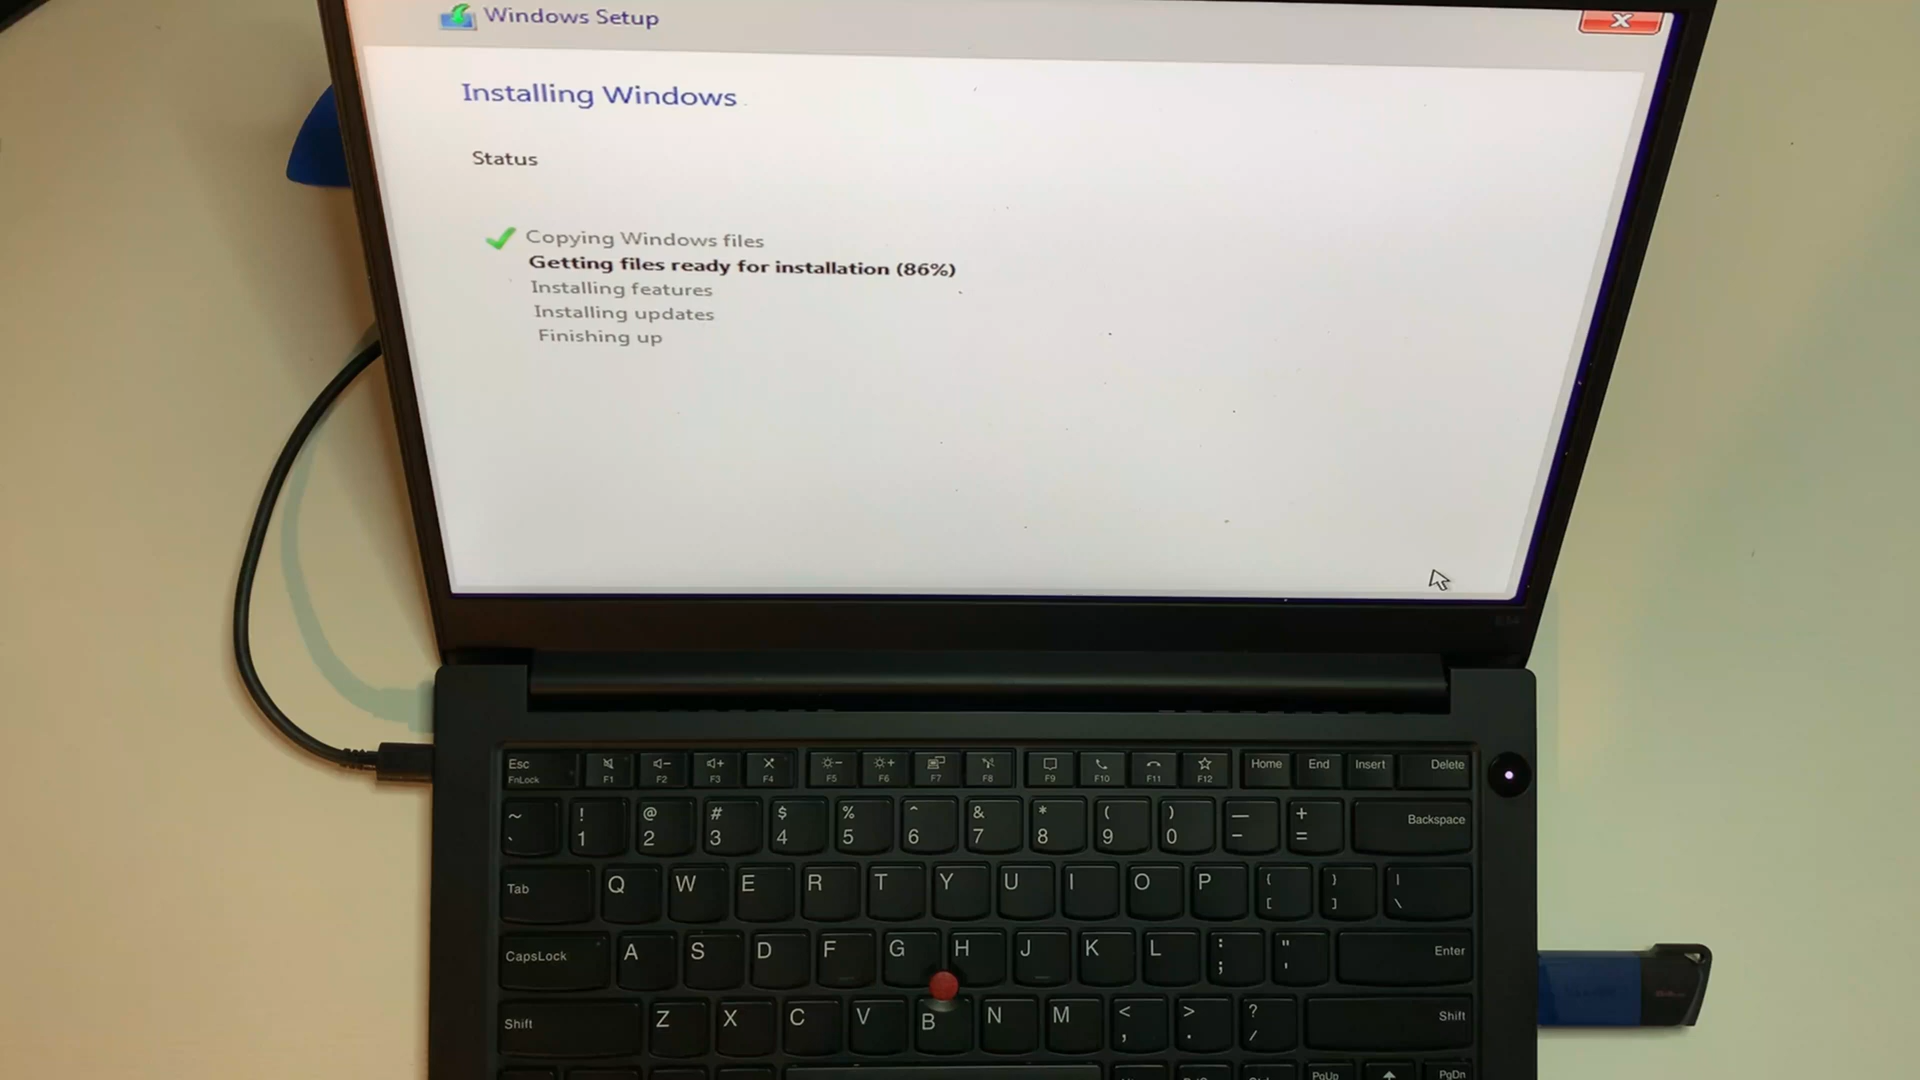 Windows Setup
Installing Windows
Status
Copying Windows files
Getting files ready for installation (86%)
Installing features
Installing updates
Finishing up
E14
Esc F1 F2 F3 F4 F5 F6 F7 F8 F9 F10 F11 F12 Home End Insert Delete
FnLock
~ ! @ # $ % ^ & * ( ) — + Backspace
` 1 2 3 4 5 6 7 8 9 0 - =
Tab Q W E R T Y U I O P { } |
[ ] \
CapsLock A S D F G H J K L : " Enter
; '
Shift Z X C V B N M < > ? Shift
, . /
PgUp PgDn